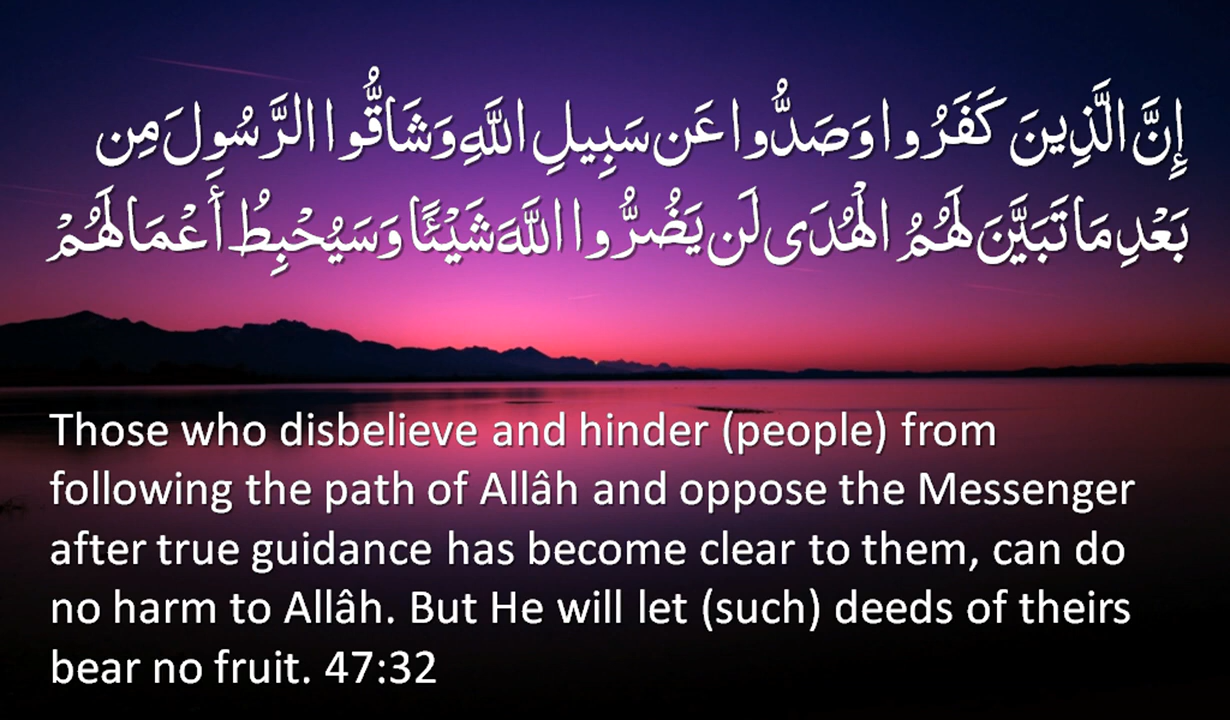 إِنَّ الَّذِينَ كَفَرُوا وَصَدُّوا عَن سَبِيلِ اللَّهِ وَشَاقُّوا الرَّسُولَ مِن
بَعْدِ مَا تَبَيَّنَ لَهُمُ الْهُدَى لَن يَضُرُّوا اللَّهَ شَيْئًا وَسَيُحْبِطُ أَعْمَالَهُمْ
Those who disbelieve and hinder (people) from
following the path of Allâh and oppose the Messenger
after true guidance has become clear to them, can do
no harm to Allâh. But He will let (such) deeds of theirs
bear no fruit. 47:32